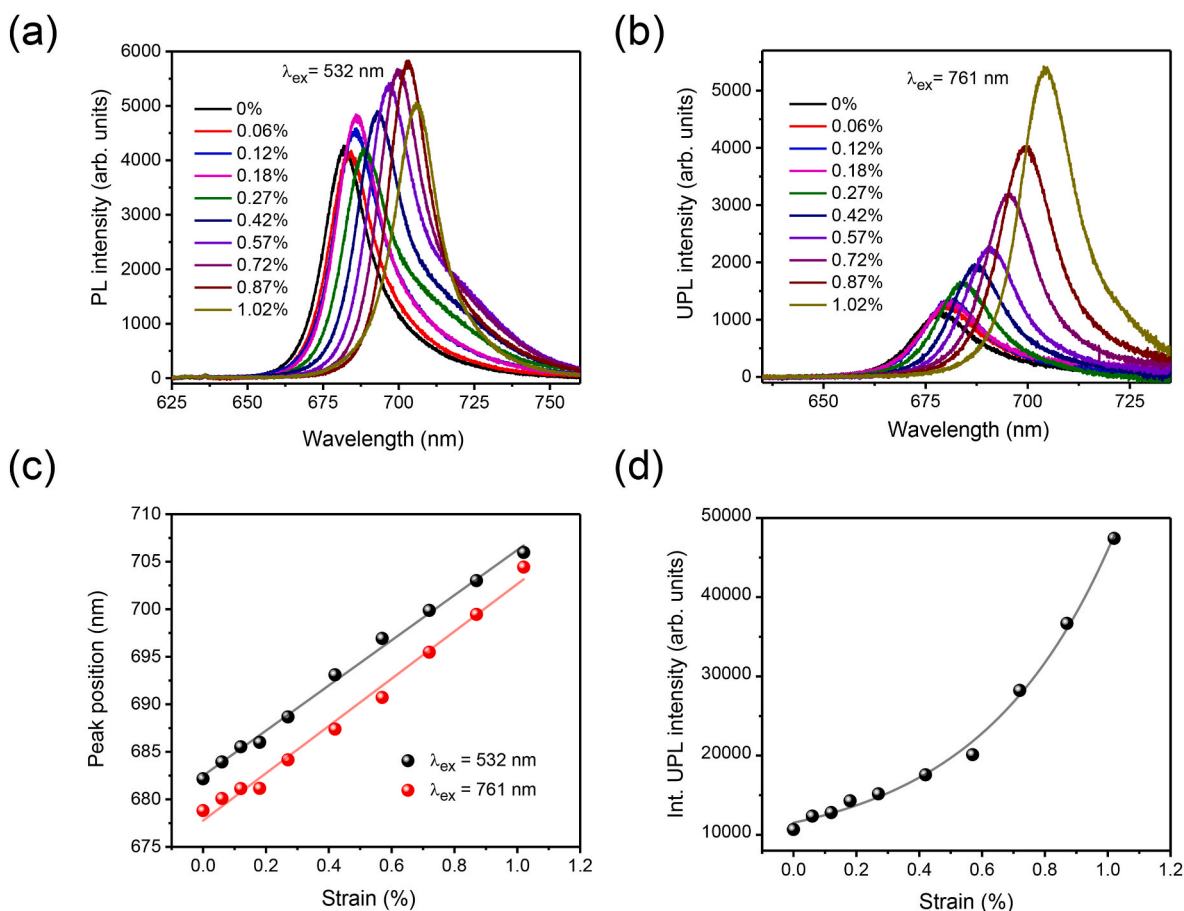 (a)
PL intensity (arb. units)
6000
5000
4000
3000
2000
1000
0
λex= 532 nm
0%
0.06%
0.12%
0.18%
0.27%
0.42%
0.57%
0.72%
0.87%
1.02%
625 650 675 700 725 750
Wavelength (nm)
(b)
UPL intensity (arb. units)
5000
4000
3000
2000
1000
0
λex= 761 nm
0%
0.06%
0.12%
0.18%
0.27%
0.42%
0.57%
0.72%
0.87%
1.02%
650 675 700 725
Wavelength (nm)
(c)
Peak position (nm)
710
705
700
695
690
685
680
675
λex = 532 nm
λex = 761 nm
0.0 0.2 0.4 0.6 0.8 1.0 1.2
Strain (%)
(d)
Int. UPL intensity (arb. units)
50000
40000
30000
20000
10000
0.0 0.2 0.4 0.6 0.8 1.0 1.2
Strain (%)